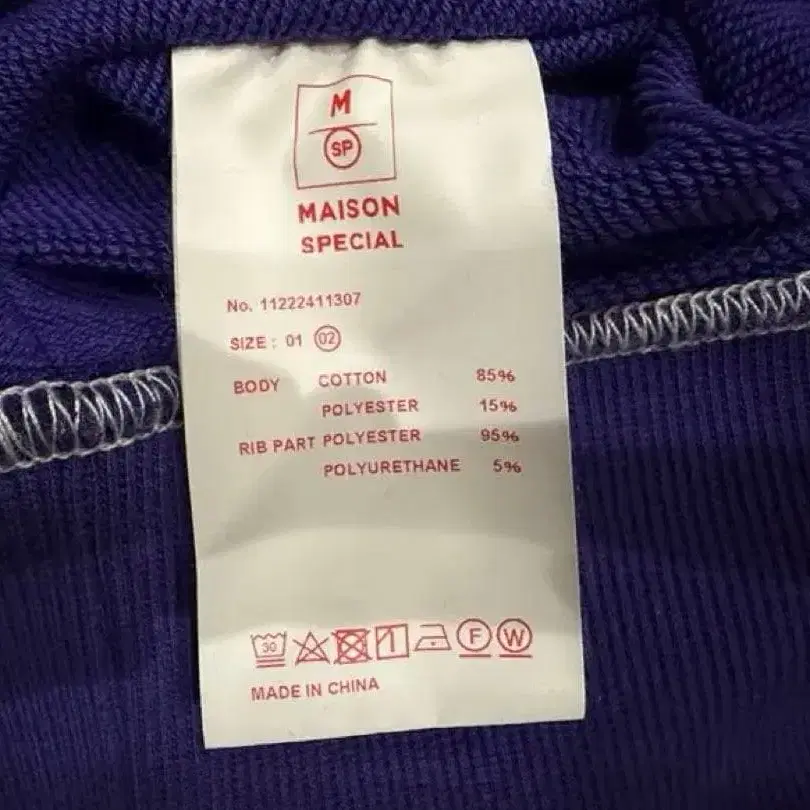 M
SP
MAISON
SPECIAL
No. 11222411307
SIZE : 01 02
BODY COTTON 85%
POLYESTER 15%
RIB PART POLYESTER 95%
POLYURETHANE 5%
30 F W
MADE IN CHINA